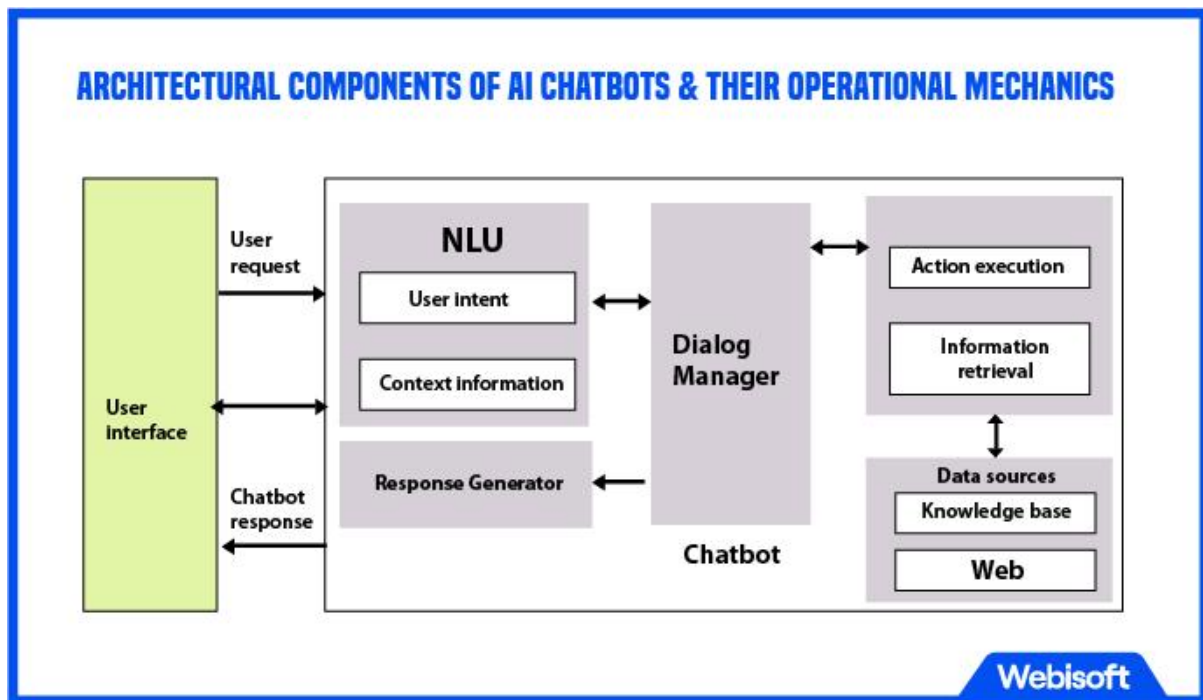 ARCHITECTURAL COMPONENTS OF AI CHATBOTS & THEIR OPERATIONAL MECHANICS
User
interface
User
request
Chatbot
response
NLU
User intent
Context information
Response Generator
Dialog
Manager
Chatbot
Action execution
Information
retrieval
Data sources
Knowledge base
Web
Webisoft